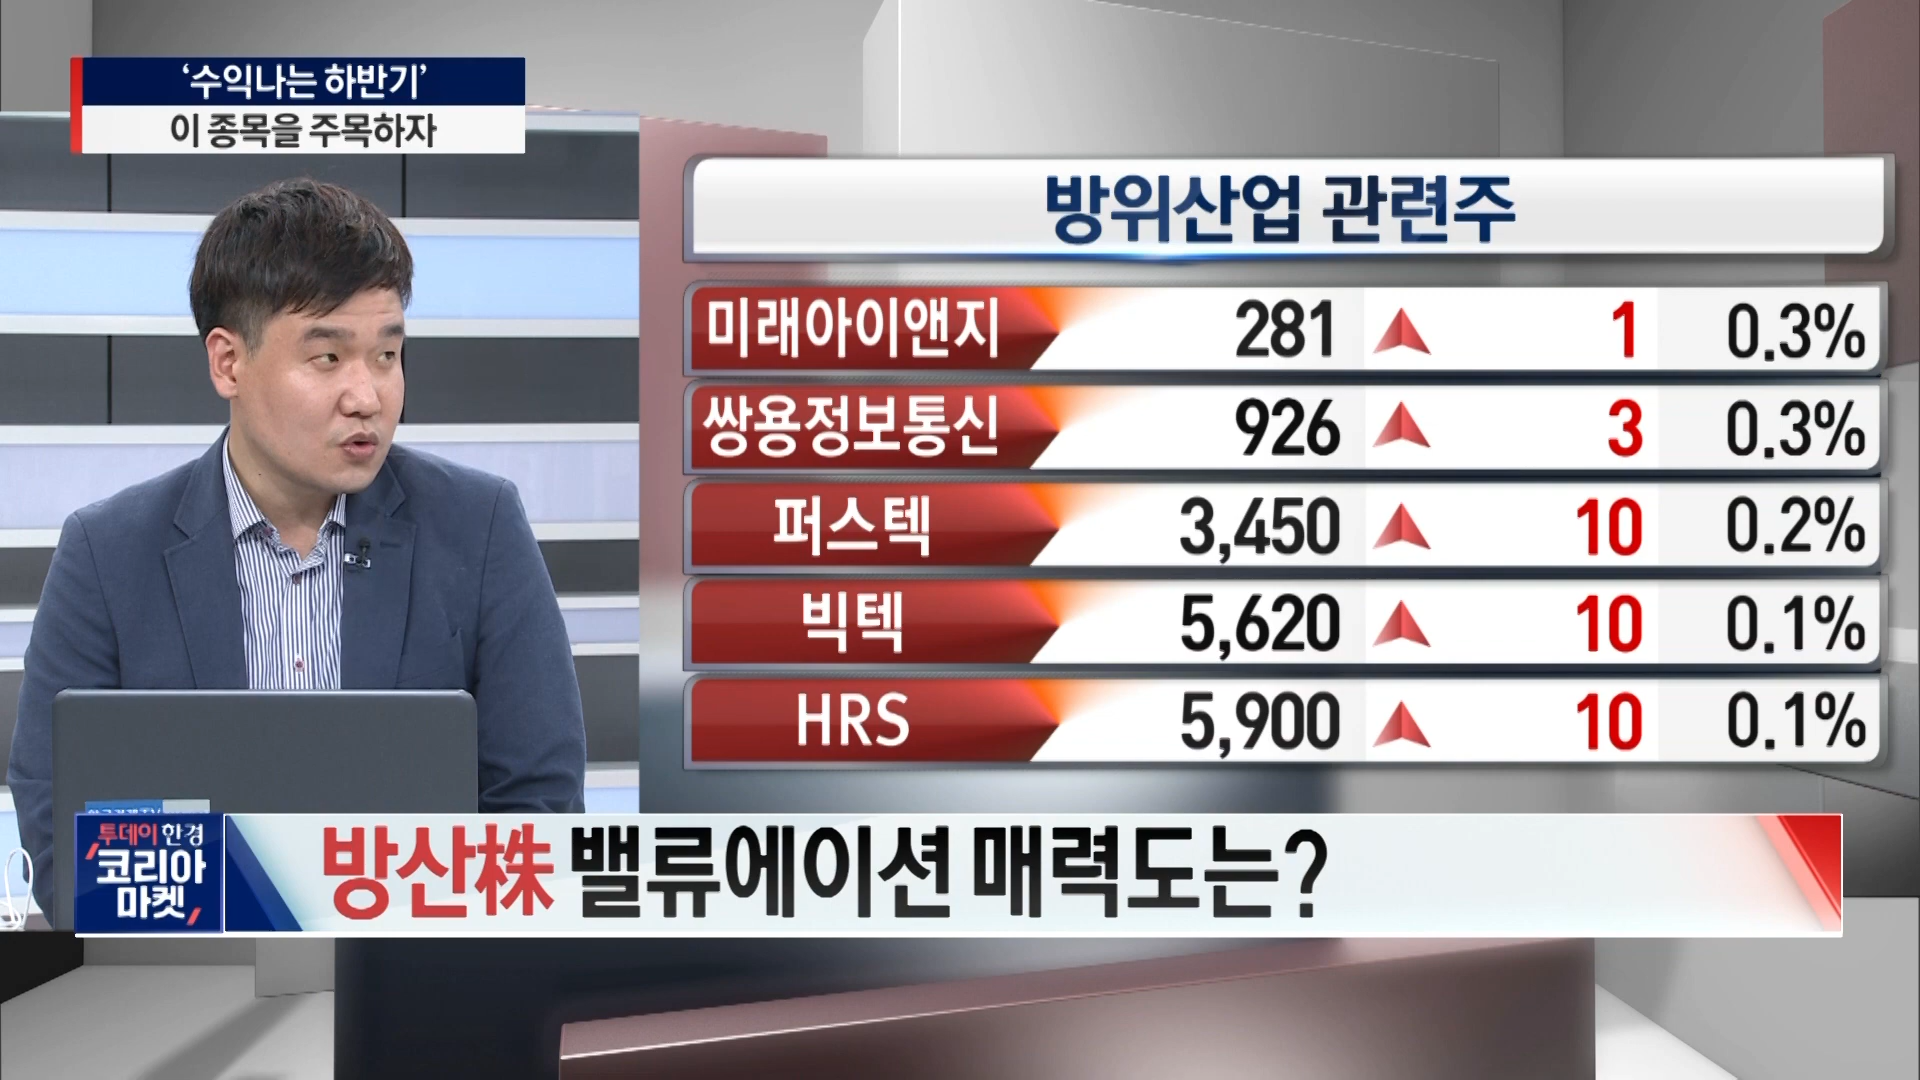 ‘수익나는 하반기’
이 종목을 주목하자
방위산업 관련주
미래아이앤지 281 1 0.3%
쌍용정보통신 926 3 0.3%
퍼스텍 3,450 10 0.2%
빅텍 5,620 10 0.1%
HRS 5,900 10 0.1%
투데이 한경
코리아
마켓
방산株 밸류에이션 매력도는?